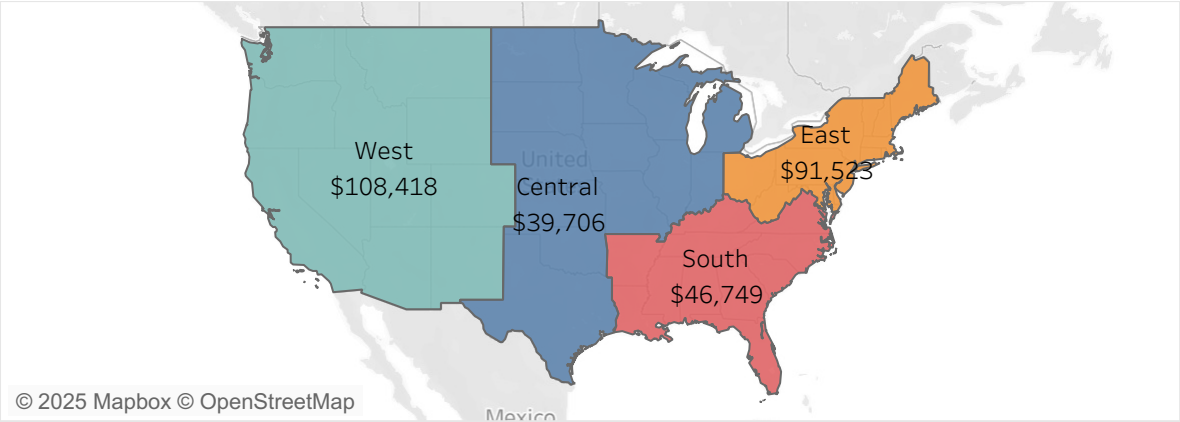 West
$108,418
United
Central
$39,706
East
$91,523
South
$46,749
Mexico
© 2025 Mapbox © OpenStreetMap